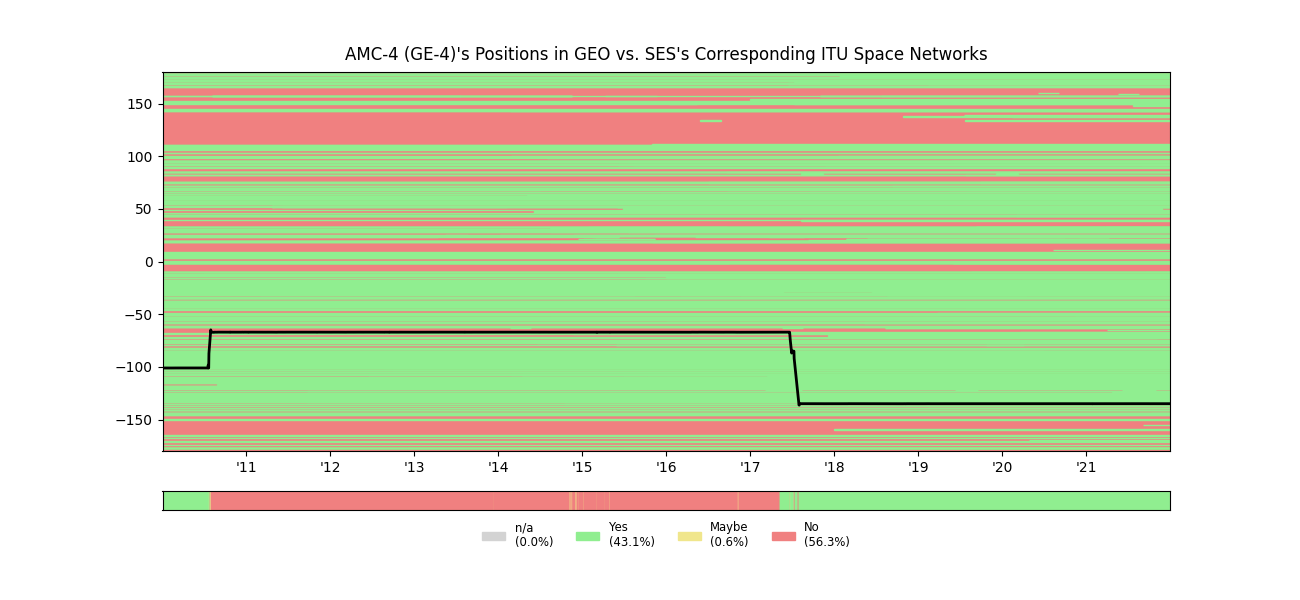 AMC-4 (GE-4)'s Positions in GEO vs. SES's Corresponding ITU Space Networks
150
100
50
0
−50
−100
−150
'11 '12 '13 '14 '15 '16 '17 '18 '19 '20 '21
n/a Yes Maybe No
(0.0%) (43.1%) (0.6%) (56.3%)